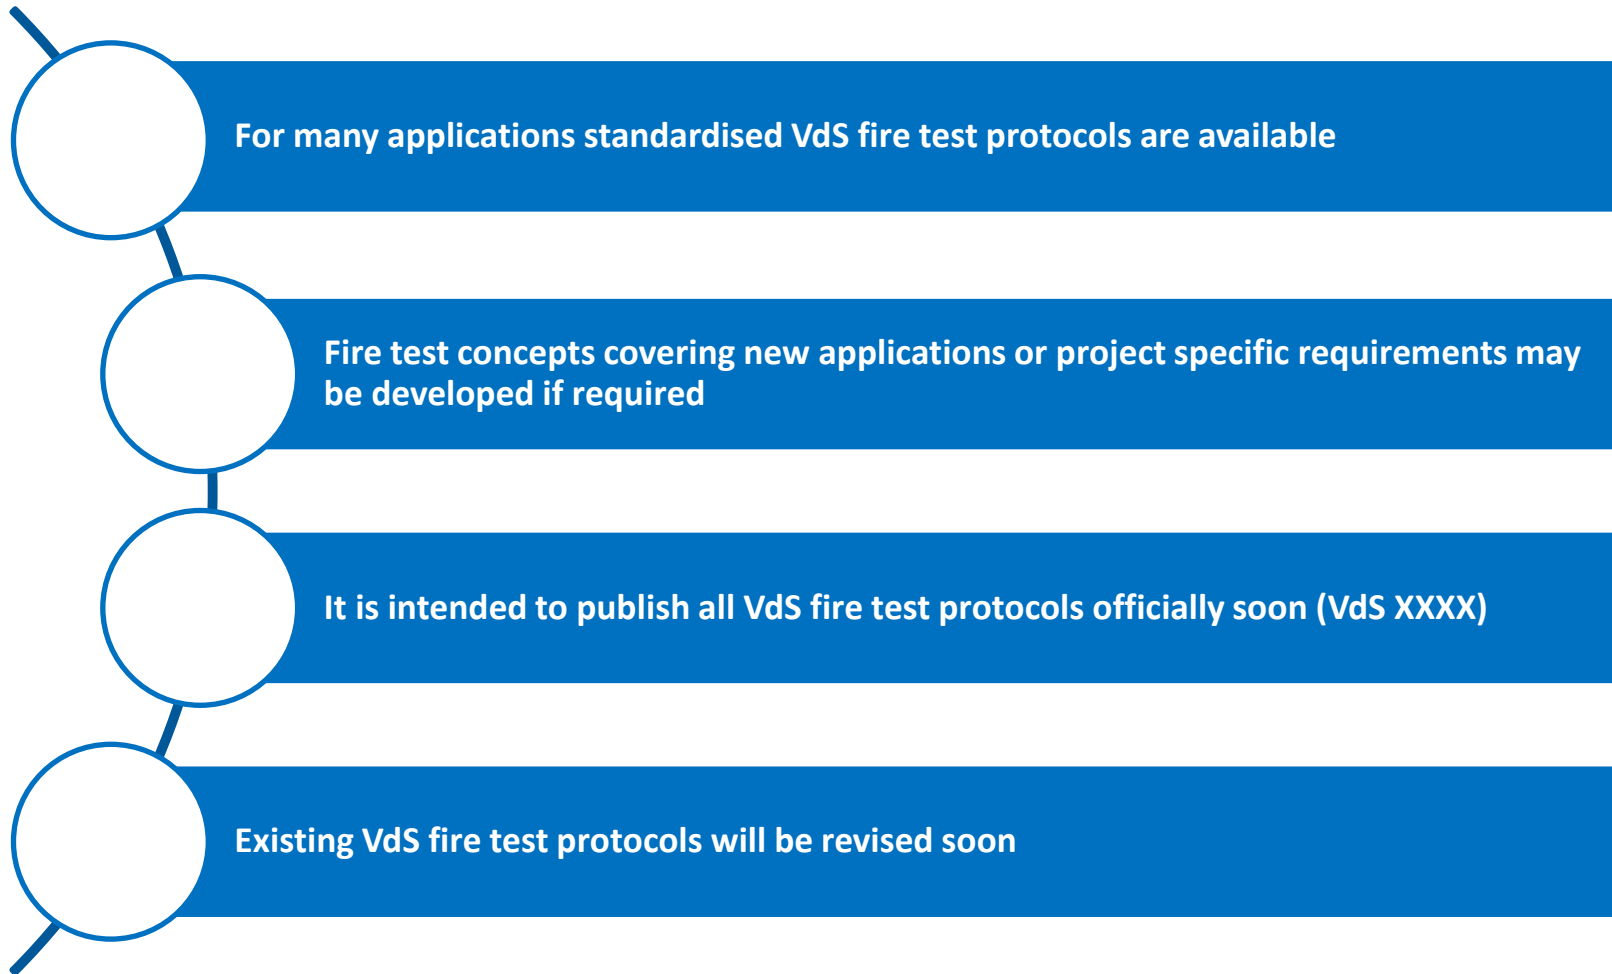 For many applications standardised VdS fire test protocols are available
Fire test concepts covering new applications or project specific requirements may
be developed if required
It is intended to publish all VdS fire test protocols officially soon (VdS XXXX)
Existing VdS fire test protocols will be revised soon